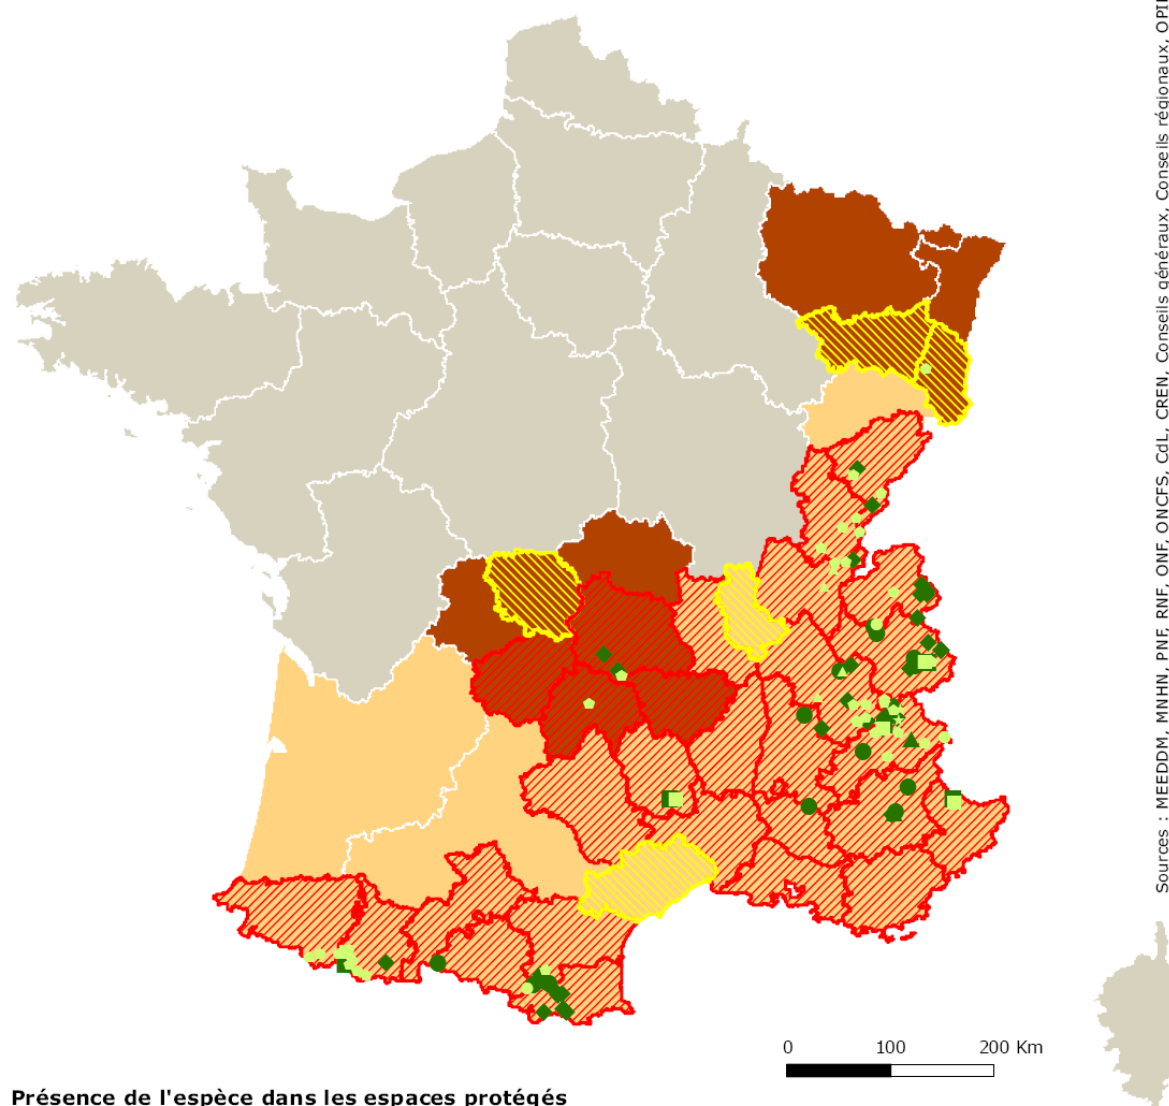 Sources : MEEDDM, MNHN, PNF, RNF, ONF, ONCFS, CdL, CREN, Conseils généraux, Conseils régionaux,
0 100 200 Km
Présence de l'espèce dans les espaces protégés